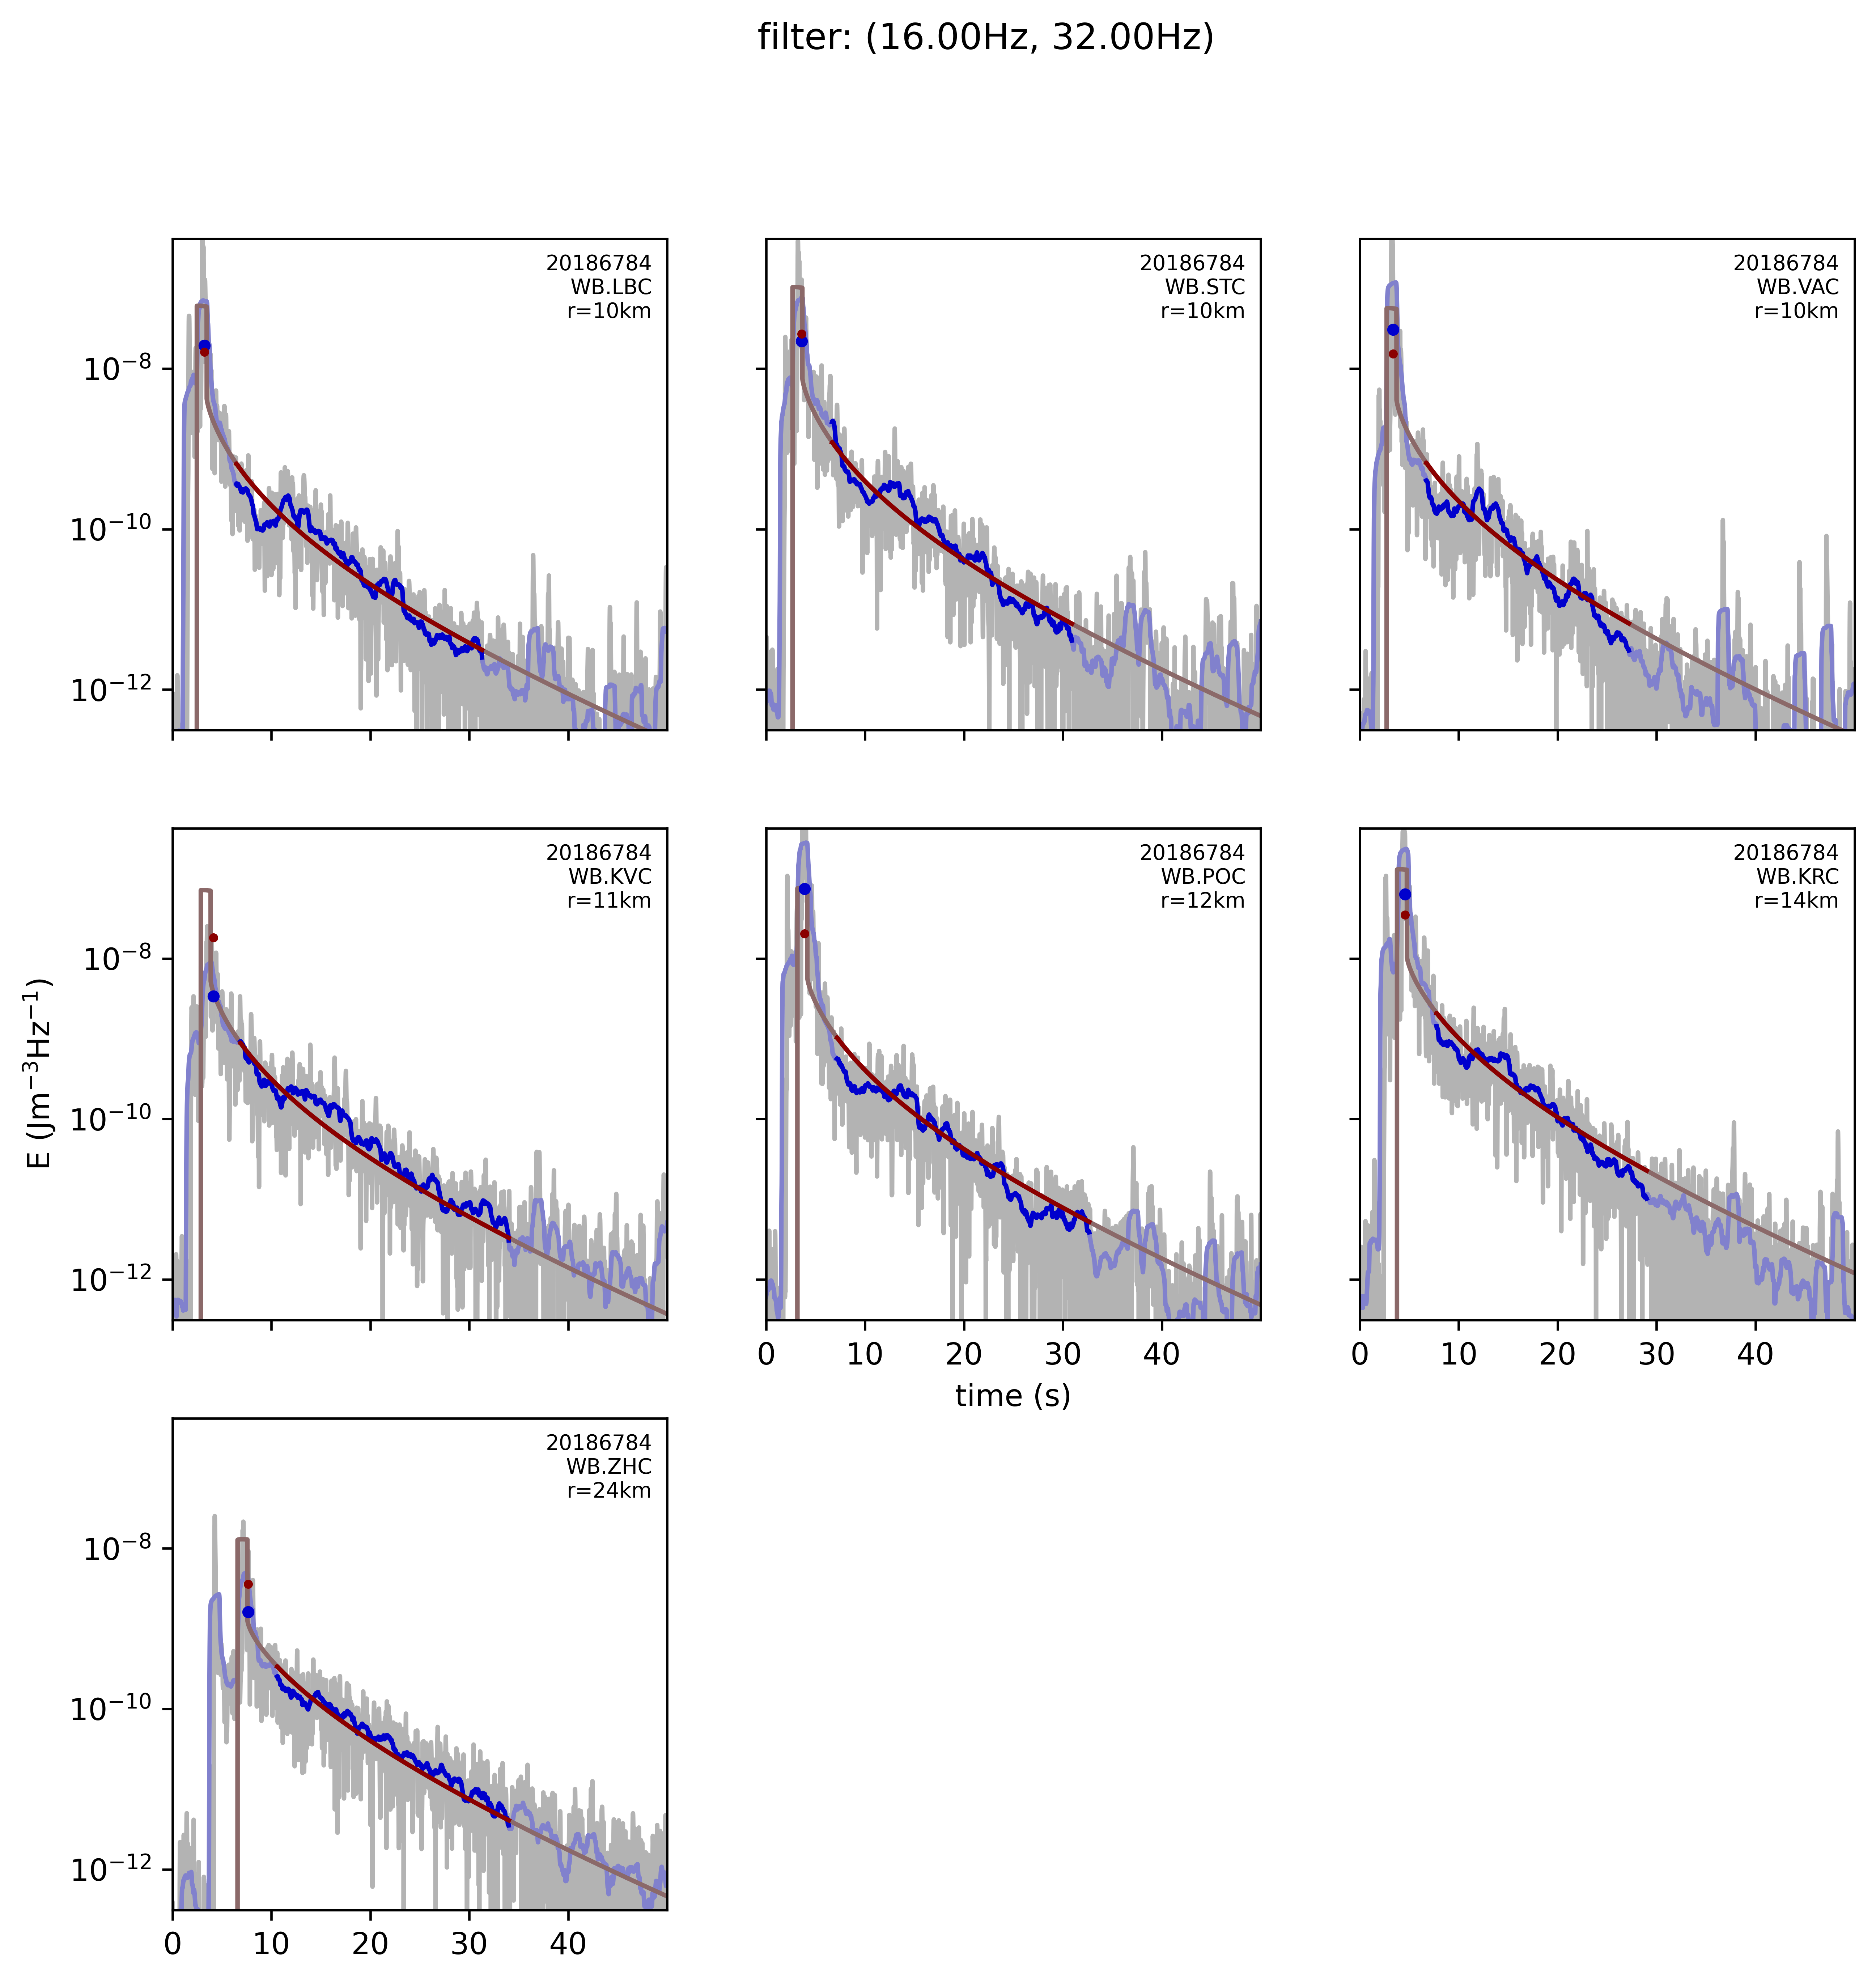 filter: (16.00Hz, 32.00Hz)
20186784
WB.LBC
r=10km
20186784
WB.STC
r=10km
20186784
WB.VAC
r=10km
10⁻⁸
10⁻¹⁰
10⁻¹²
20186784
WB.KVC
r=11km
20186784
WB.POC
r=12km
20186784
WB.KRC
r=14km
10⁻⁸
10⁻¹⁰
10⁻¹²
E (Jm⁻³Hz⁻¹)
0 10 20 30 40
time (s)
0 10 20 30 40
20186784
WB.ZHC
r=24km
10⁻⁸
10⁻¹⁰
10⁻¹²
0 10 20 30 40